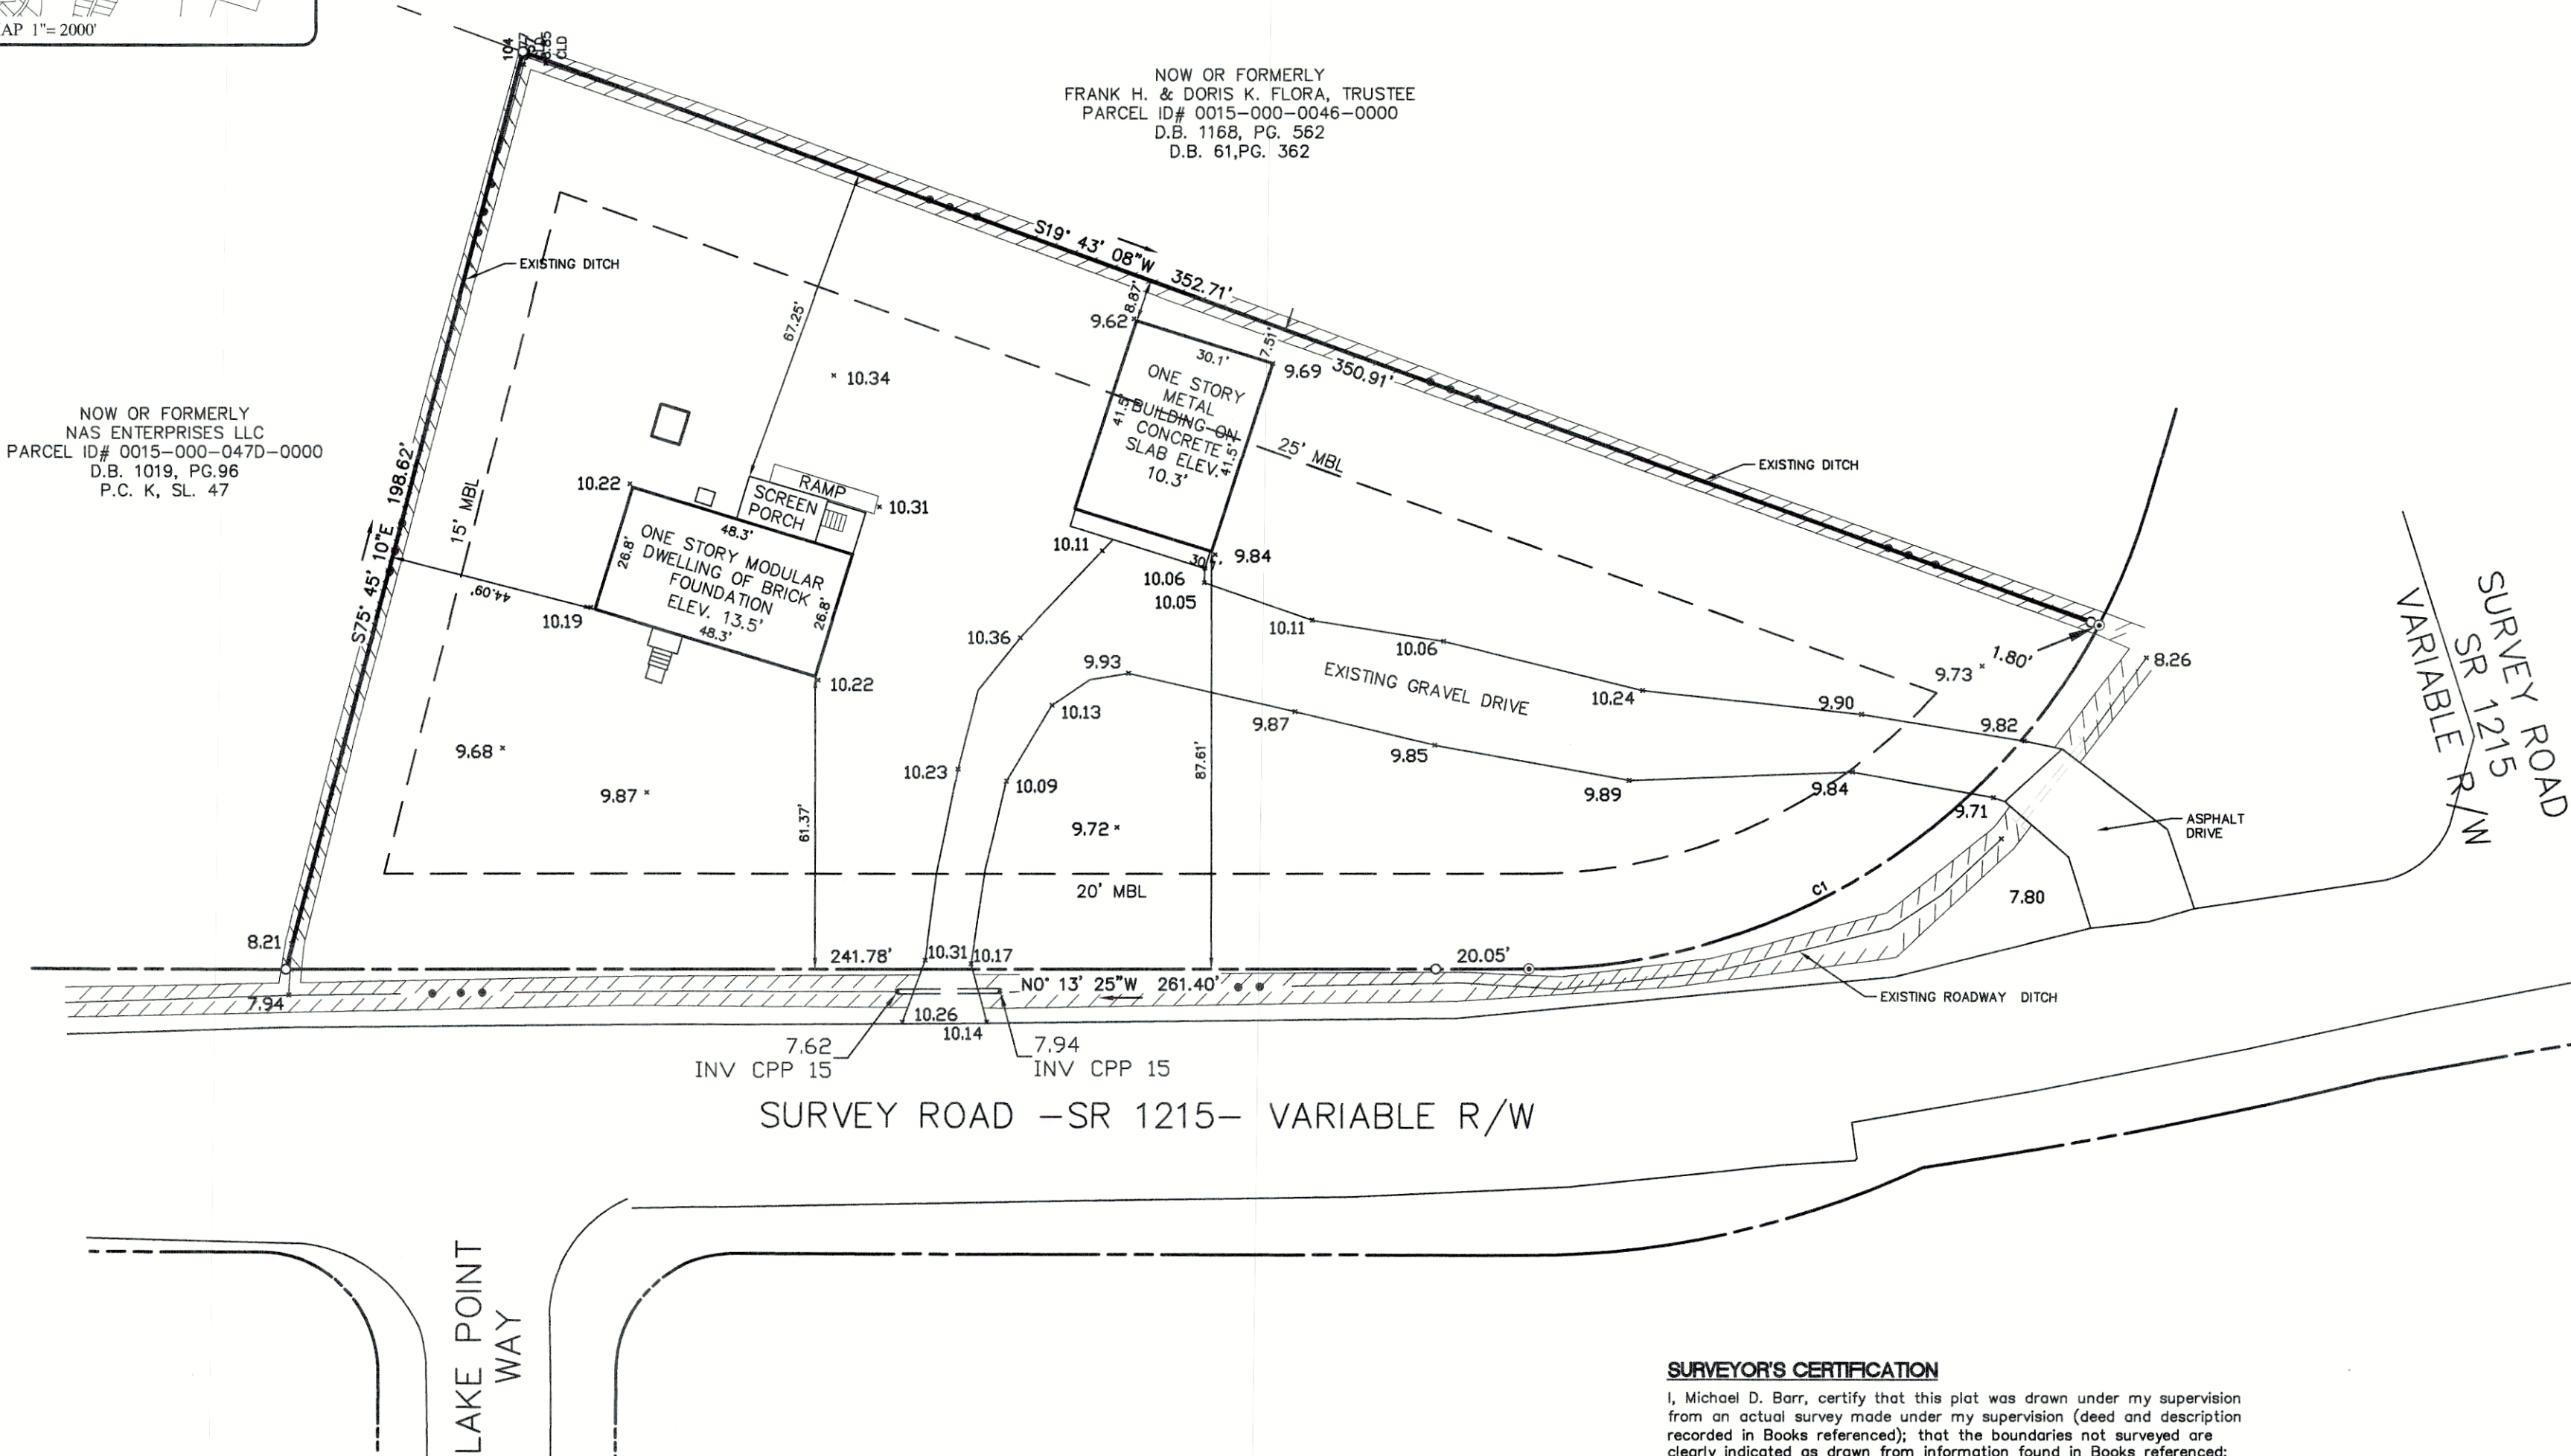 AP 1"= 2000'
NOW OR FORMERLY
FRANK H. & DORIS K. FLORA, TRUSTEE
PARCEL ID# 0015-000-0046-0000
D.B. 1168, PG. 562
D.B. 61,PG. 362
EXISTING DITCH
S19° 43' 08"W 352.71'
350.91'
67.25'
8.87'
7.51'
9.62
30.1'
9.69
ONE STORY
METAL
BUILDING ON
CONCRETE
SLAB ELEV.
10.3'
41.5'
41.5'
25' MBL
10.34
NOW OR FORMERLY
NAS ENTERPRISES LLC
PARCEL ID# 0015-000-047D-0000
D.B. 1019, PG.96
P.C. K, SL. 47
S75° 45' 10"E 198.62'
15' MBL
EXISTING DITCH
10.22
RAMP
SCREEN
PORCH
10.31
48.3'
ONE STORY MODULAR
DWELLING OF BRICK
FOUNDATION
ELEV. 13.5'
48.3'
26.8'
26.8'
44.09'
10.19
10.22
10.11
9.84
10.06
10.05
10.36
10.11
10.06
9.93
EXISTING GRAVEL DRIVE
10.24
9.90
9.82
9.73
1.80'
8.26
10.13
9.87
9.85
9.89
9.84
9.71
9.68
9.87
10.23
10.09
9.72
61.37'
87.61'
SURVEY ROAD
SR 1215
VARIABLE R/W
ASPHALT
DRIVE
20' MBL
C1
7.80
8.21
241.78'
10.31
10.17
20.05'
N0° 13' 25"W 261.40'
EXISTING ROADWAY DITCH
7.94
10.26
10.14
7.62
INV CPP 15
7.94
INV CPP 15
SURVEY ROAD -SR 1215- VARIABLE R/W
LAKE POINT
WAY
SURVEYOR'S CERTIFICATION
I, Michael D. Barr, certify that this plat was drawn under my supervision
from an actual survey made under my supervision (deed and description
recorded in Books referenced); that the boundaries not surveyed are
clearly indicated as drawn from information found in Books referenced;